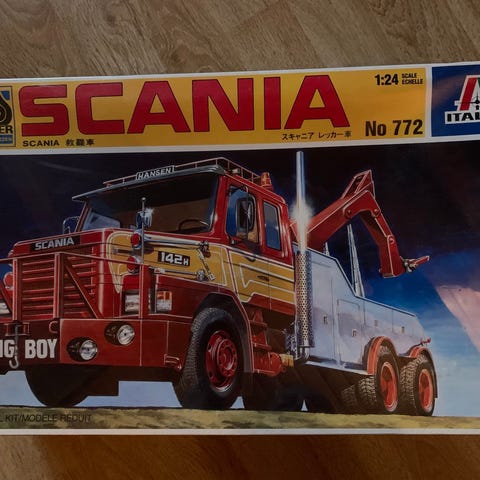 SCANIA
1:24 SCALE
ECHELLE
ITAL
SCANIA 救難車
スキャニア レッカー車
No 772
HANSEN
SCANIA
142H
BOY
KIT/MODELE REDUIT